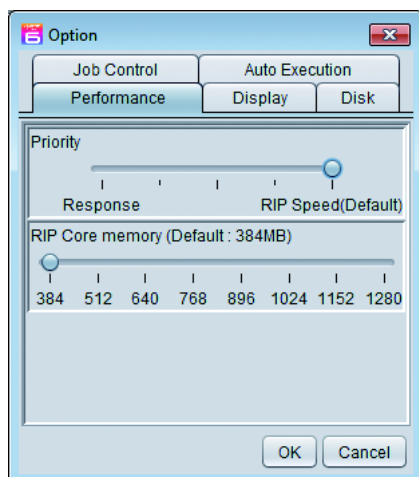 6 Option
Job Control Auto Execution
Performance Display Disk
Priority
Response RIP Speed(Default)
RIP Core memory (Default : 384MB)
384 512 640 768 896 1024 1152 1280
OK Cancel